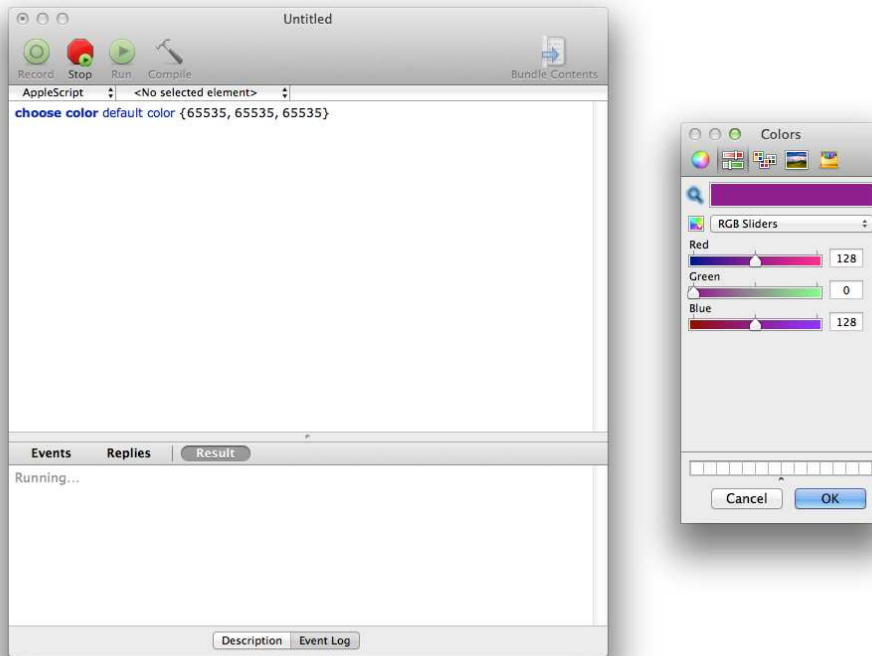 Untitled
Record Stop Run Compile Bundle Contents
AppleScript <No selected element>
choose color default color {65535, 65535, 65535}
Events Replies Result
Running...
Description Event Log
Colors
RGB Sliders
Red
128
Green
0
Blue
128
Cancel OK